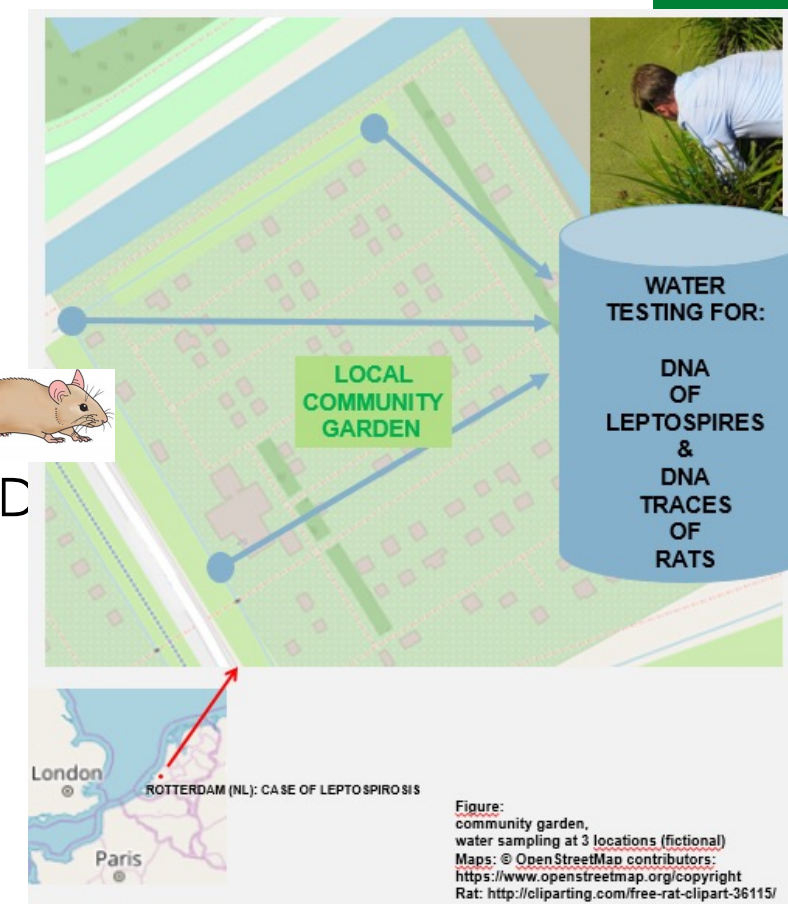 WATER
TESTING FOR:
DNA
OF
LEPTOSPIRES
&
DNA
TRACES
OF
RATS
LOCAL
COMMUNITY
GARDEN
D
London
ROTTERDAM (NL): CASE OF LEPTOSPIROSIS
Paris
Figure:
community garden,
water sampling at 3 locations (fictional)
Maps: © OpenStreetMap contributors:
https://www.openstreetmap.org/copyright
Rat: http://cliparting.com/free-rat-clipart-36115/